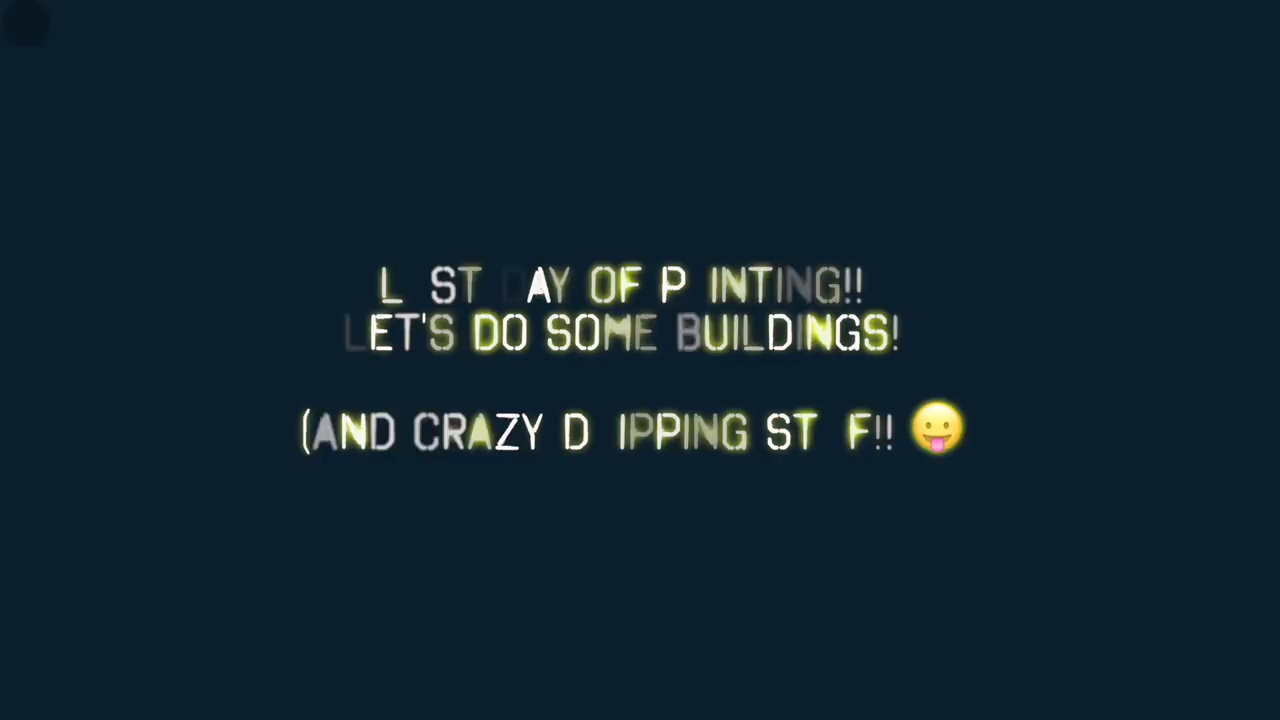 L ST DAY OF P INTING!!
LET'S DO SOME BUILDINGS!
(AND CRAZY D IPPING ST F!! 😛